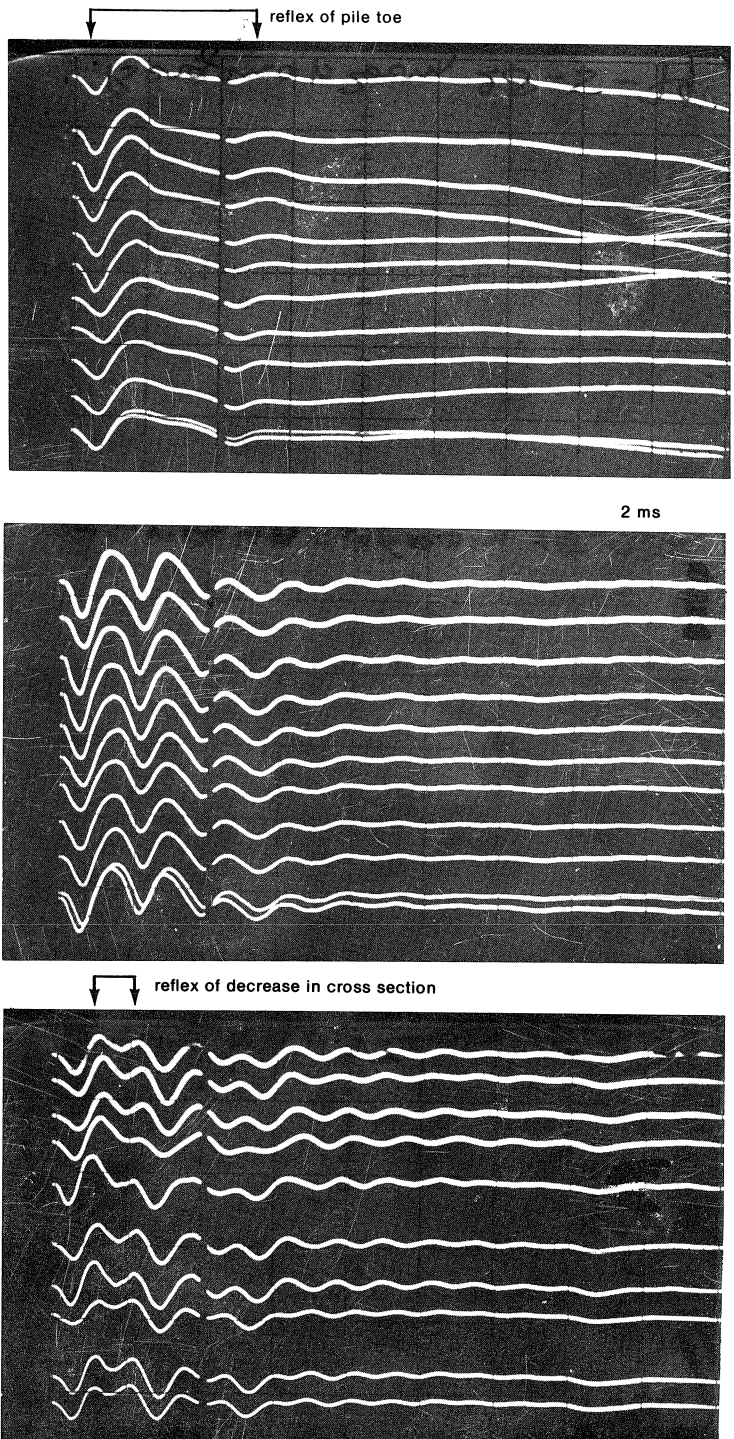 reflex of pile toe
2 ms
reflex of decrease in cross section